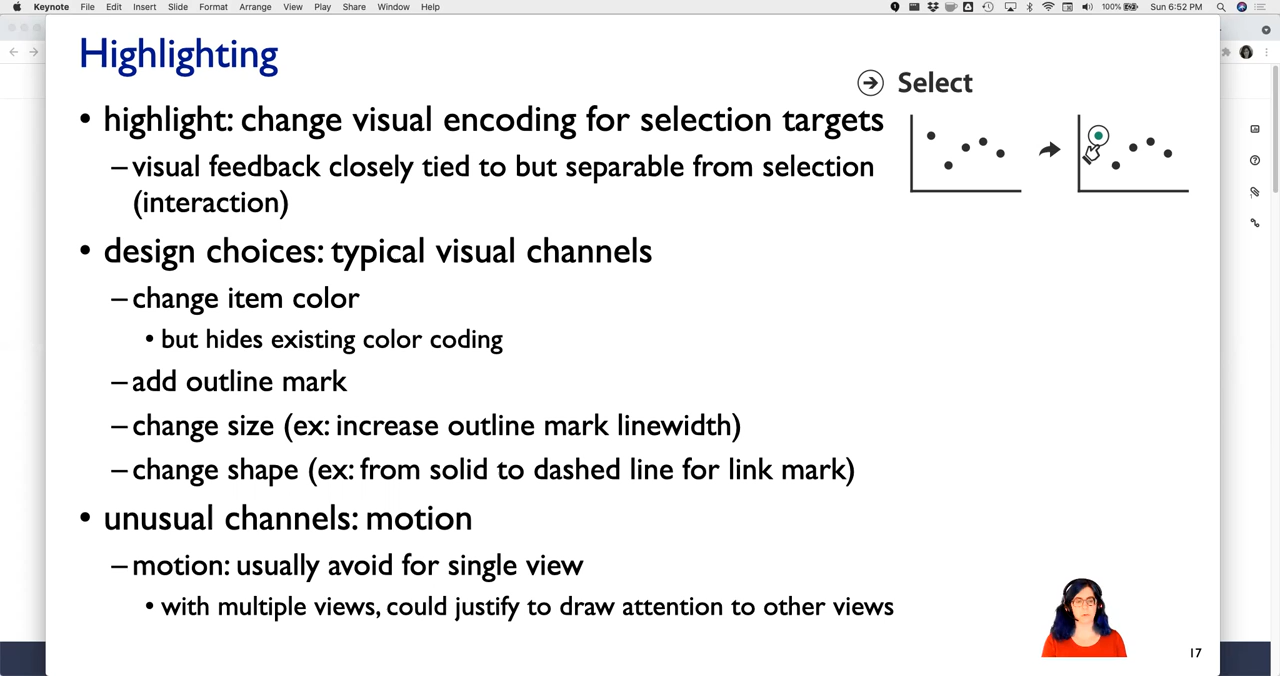 Keynote File Edit Insert Slide Format Arrange View Play Share Window Help 100% Sun 6:52 PM
Highlighting
Select
• highlight: change visual encoding for selection targets
–visual feedback closely tied to but separable from selection
(interaction)
• design choices: typical visual channels
–change item color
• but hides existing color coding
–add outline mark
–change size (ex: increase outline mark linewidth)
–change shape (ex: from solid to dashed line for link mark)
• unusual channels: motion
–motion: usually avoid for single view
• with multiple views, could justify to draw attention to other views
17